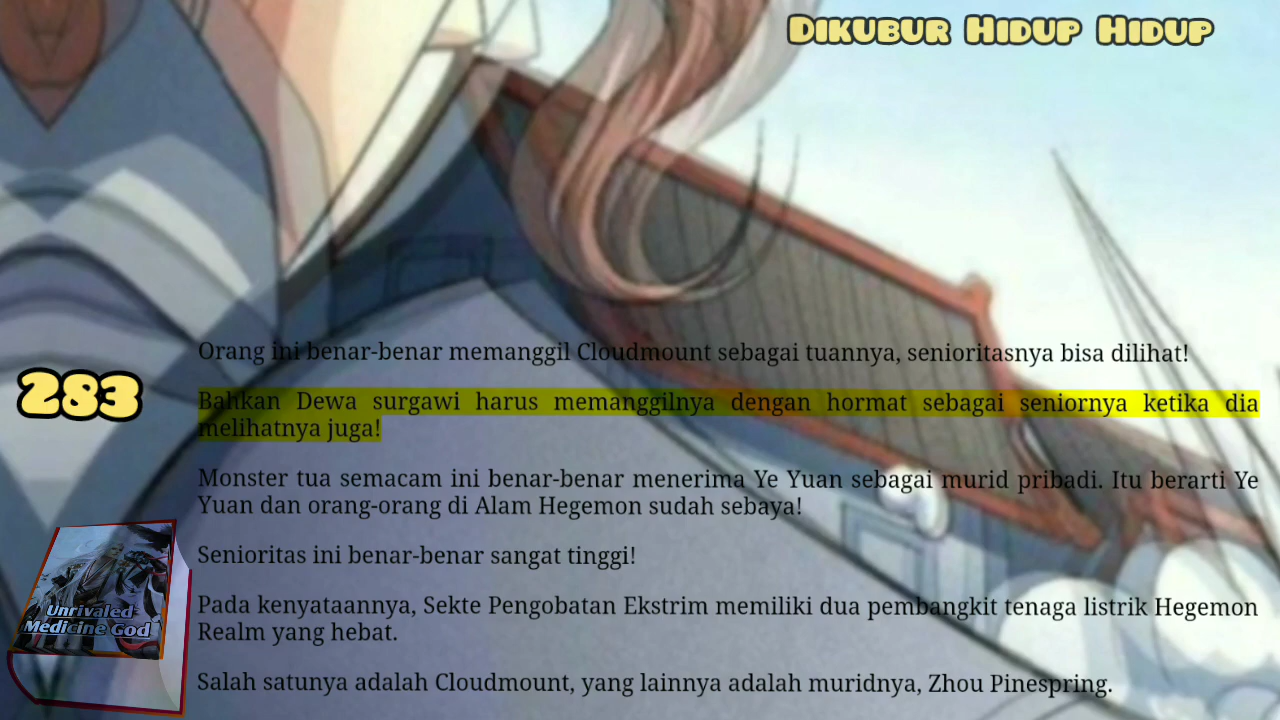 Dikubur Hidup Hidup
Orang ini benar-benar memanggil Cloudmount sebagai tuannya, senioritasnya bisa dilihat!
283
Bahkan Dewa surgawi harus memanggilnya dengan hormat sebagai seniornya ketika dia
melihatnya juga!
Monster tua semacam ini benar-benar menerima Ye Yuan sebagai murid pribadi. Itu berarti Ye
Yuan dan orang-orang di Alam Hegemon sudah sebaya!
Senioritas ini benar-benar sangat tinggi!
Pada kenyataannya, Sekte Pengobatan Ekstrim memiliki dua pembangkit tenaga listrik Hegemon
Realm yang hebat.
Unrivaled
Medicine God
Salah satunya adalah Cloudmount, yang lainnya adalah muridnya, Zhou Pinespring.